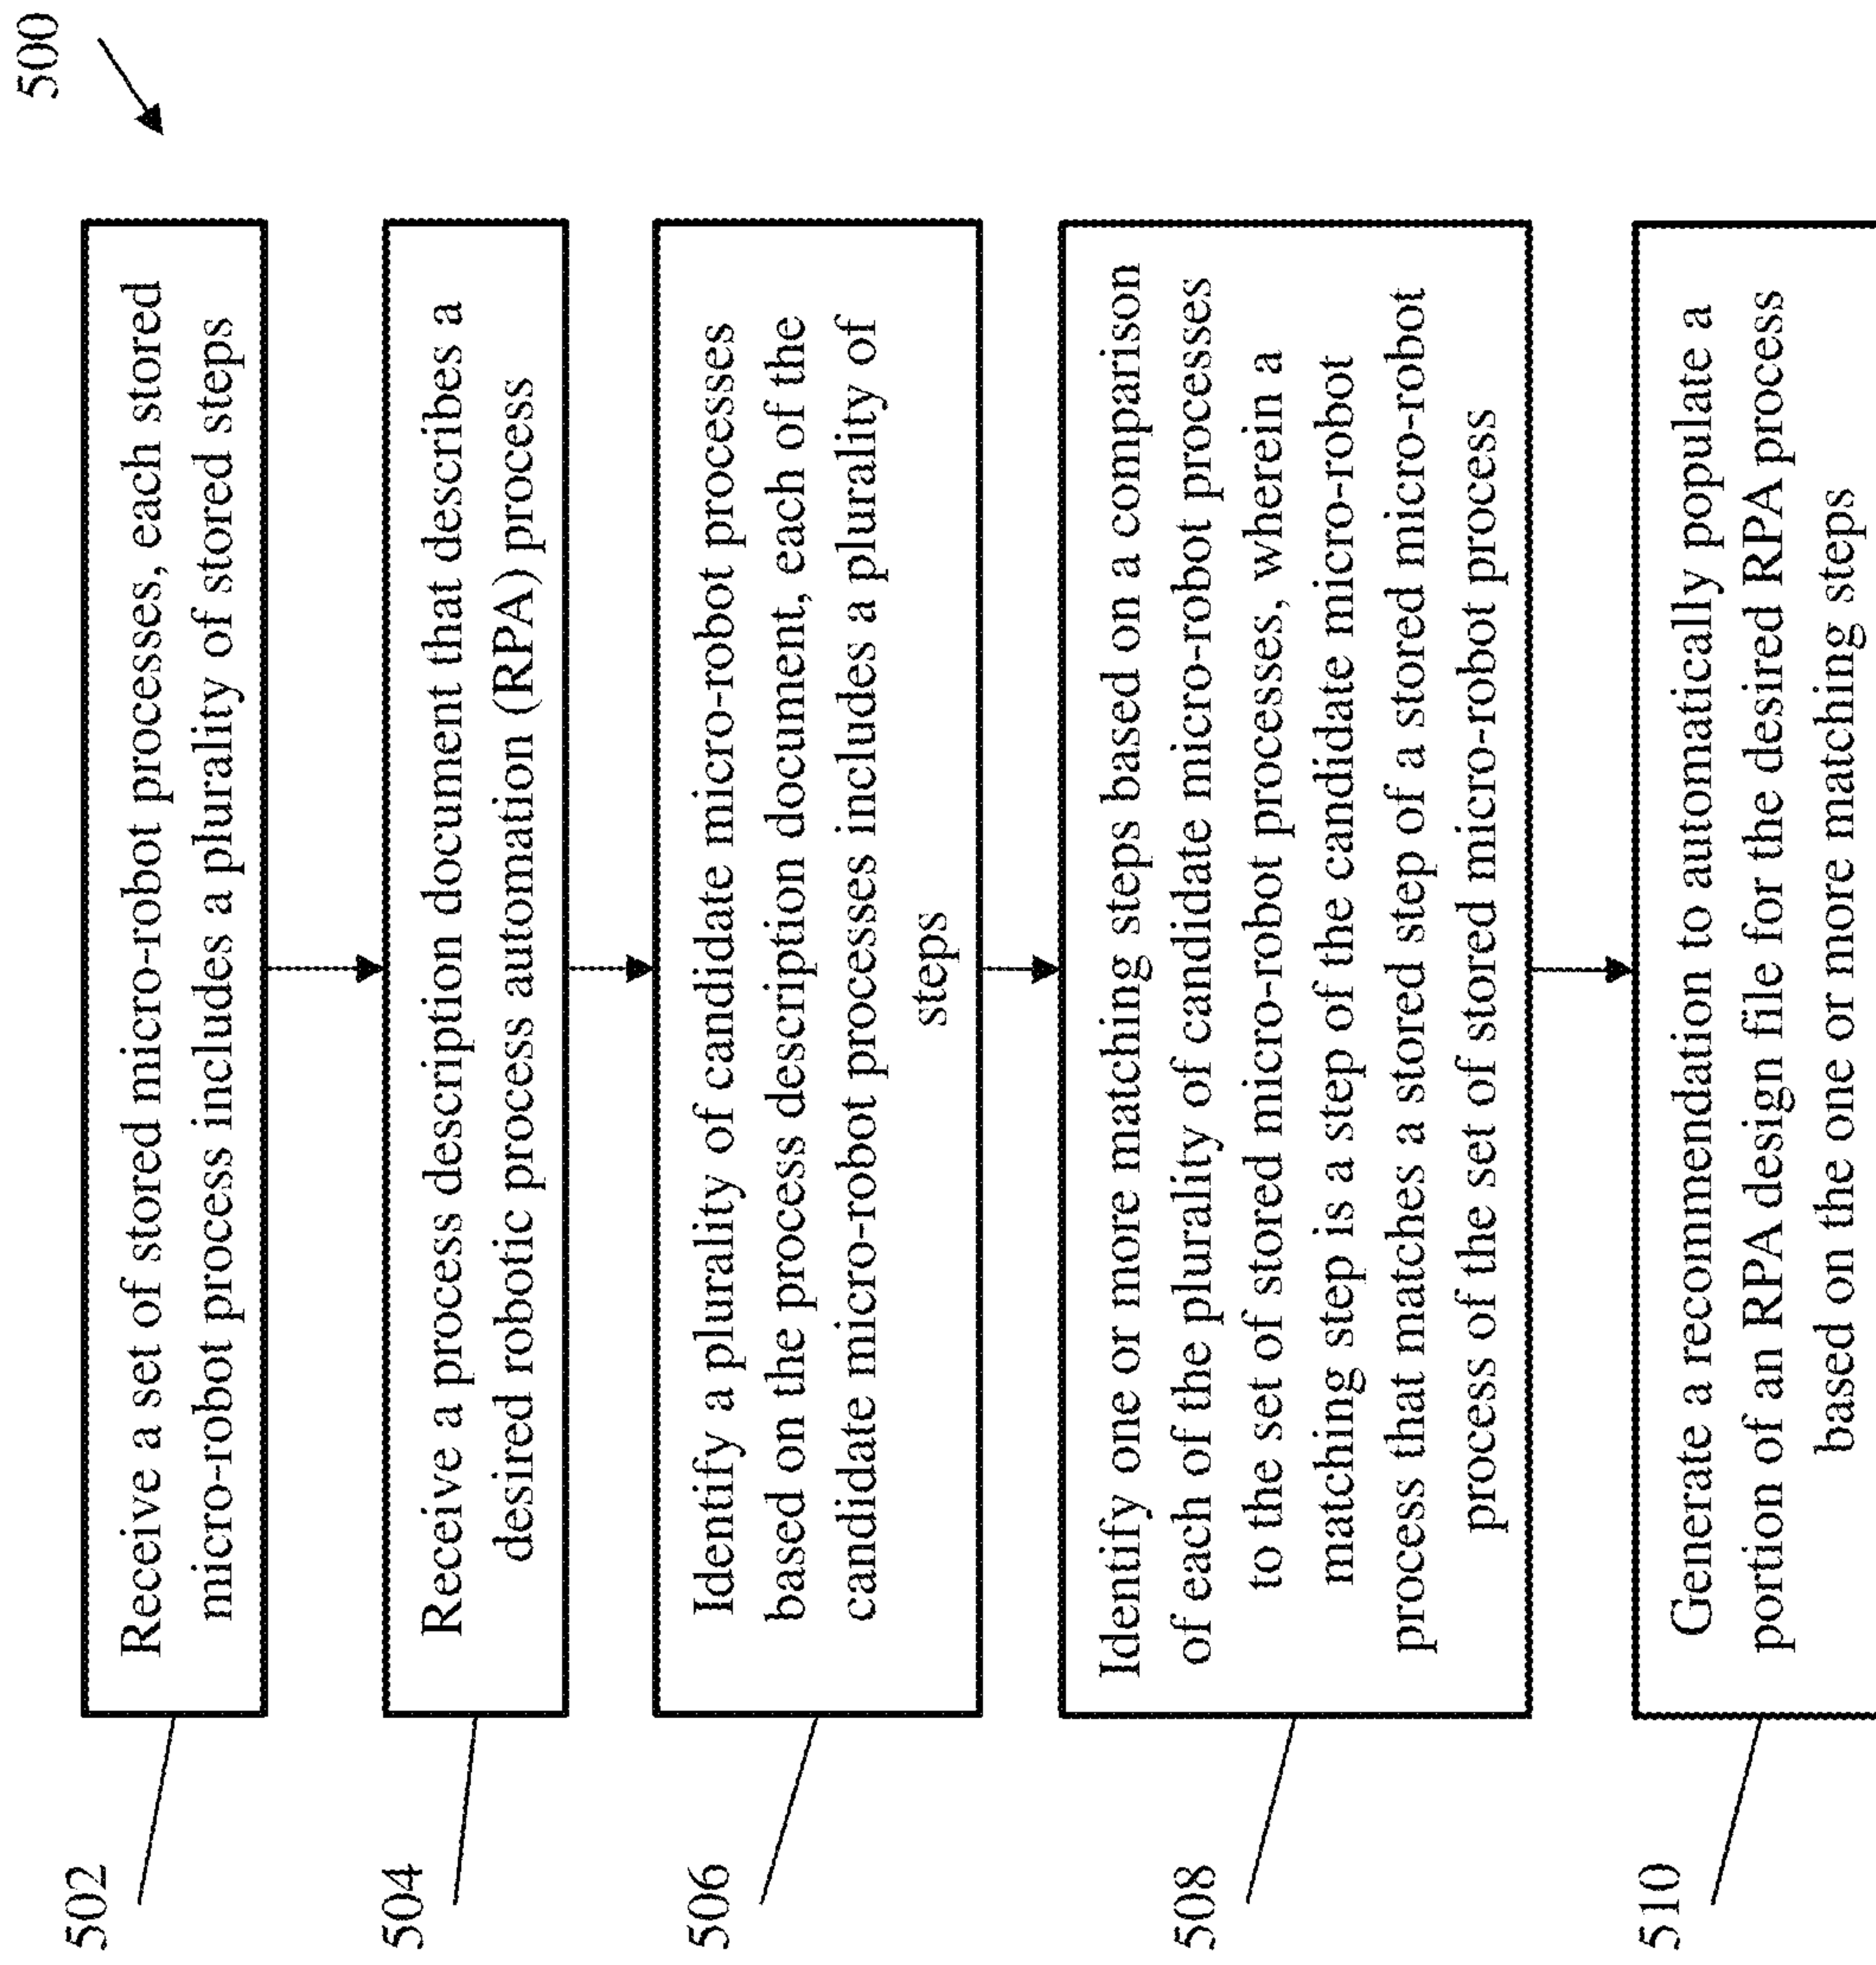 500
502
Receive a set of stored micro-robot processes, each stored
micro-robot process includes a plurality of stored steps
504
Receive a process description document that describes a
desired robotic process automation (RPA) process
506
Identify a plurality of candidate micro-robot processes
based on the process description document, each of the
candidate micro-robot processes includes a plurality of
steps
508
Identify one or more matching steps based on a comparison
of each of the plurality of candidate micro-robot processes
to the set of stored micro-robot processes, wherein a
matching step is a step of the candidate micro-robot
process that matches a stored step of a stored micro-robot
process of the set of stored micro-robot process
510
Generate a recommendation to automatically populate a
portion of an RPA design file for the desired RPA process
based on the one or more matching steps